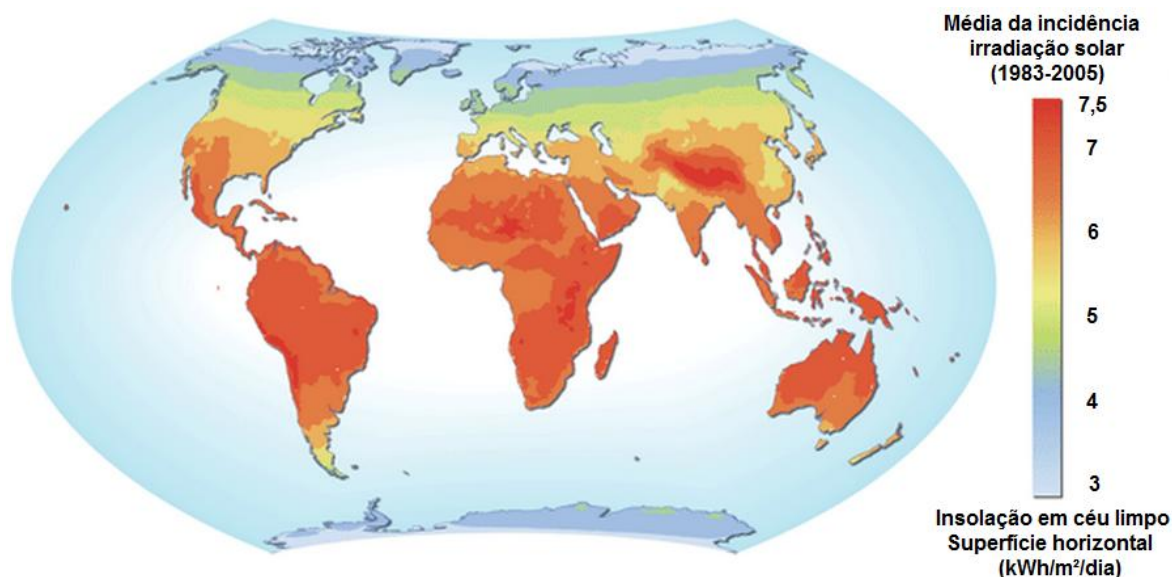 Média da incidência
irradiação solar
(1983-2005)
7,5
7
6
5
4
3
Insolação em céu limpo
Superfície horizontal
(kWh/m²/dia)